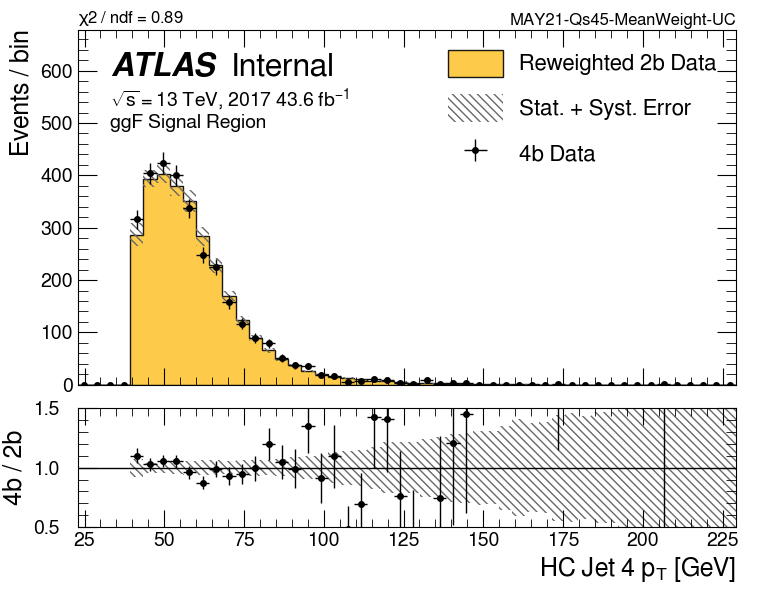 χ2 / ndf = 0.89
MAY21-Qs45-MeanWeight-UC
Events / bin
ATLAS Internal
√s = 13 TeV, 2017 43.6 fb−1
ggF Signal Region
Reweighted 2b Data
Stat. + Syst. Error
4b Data
600
500
400
300
200
100
0
4b / 2b
1.5
1.0
0.5
25 50 75 100 125 150 175 200 225
HC Jet 4 pT [GeV]